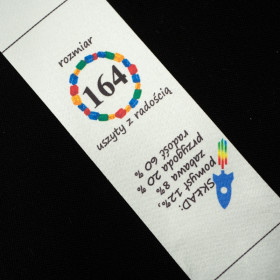 rozmiar
164
uszyty z radością
SKŁAD:
pomysł 12%,
zabawa 8%
przygoda 20 %
radość 60 %